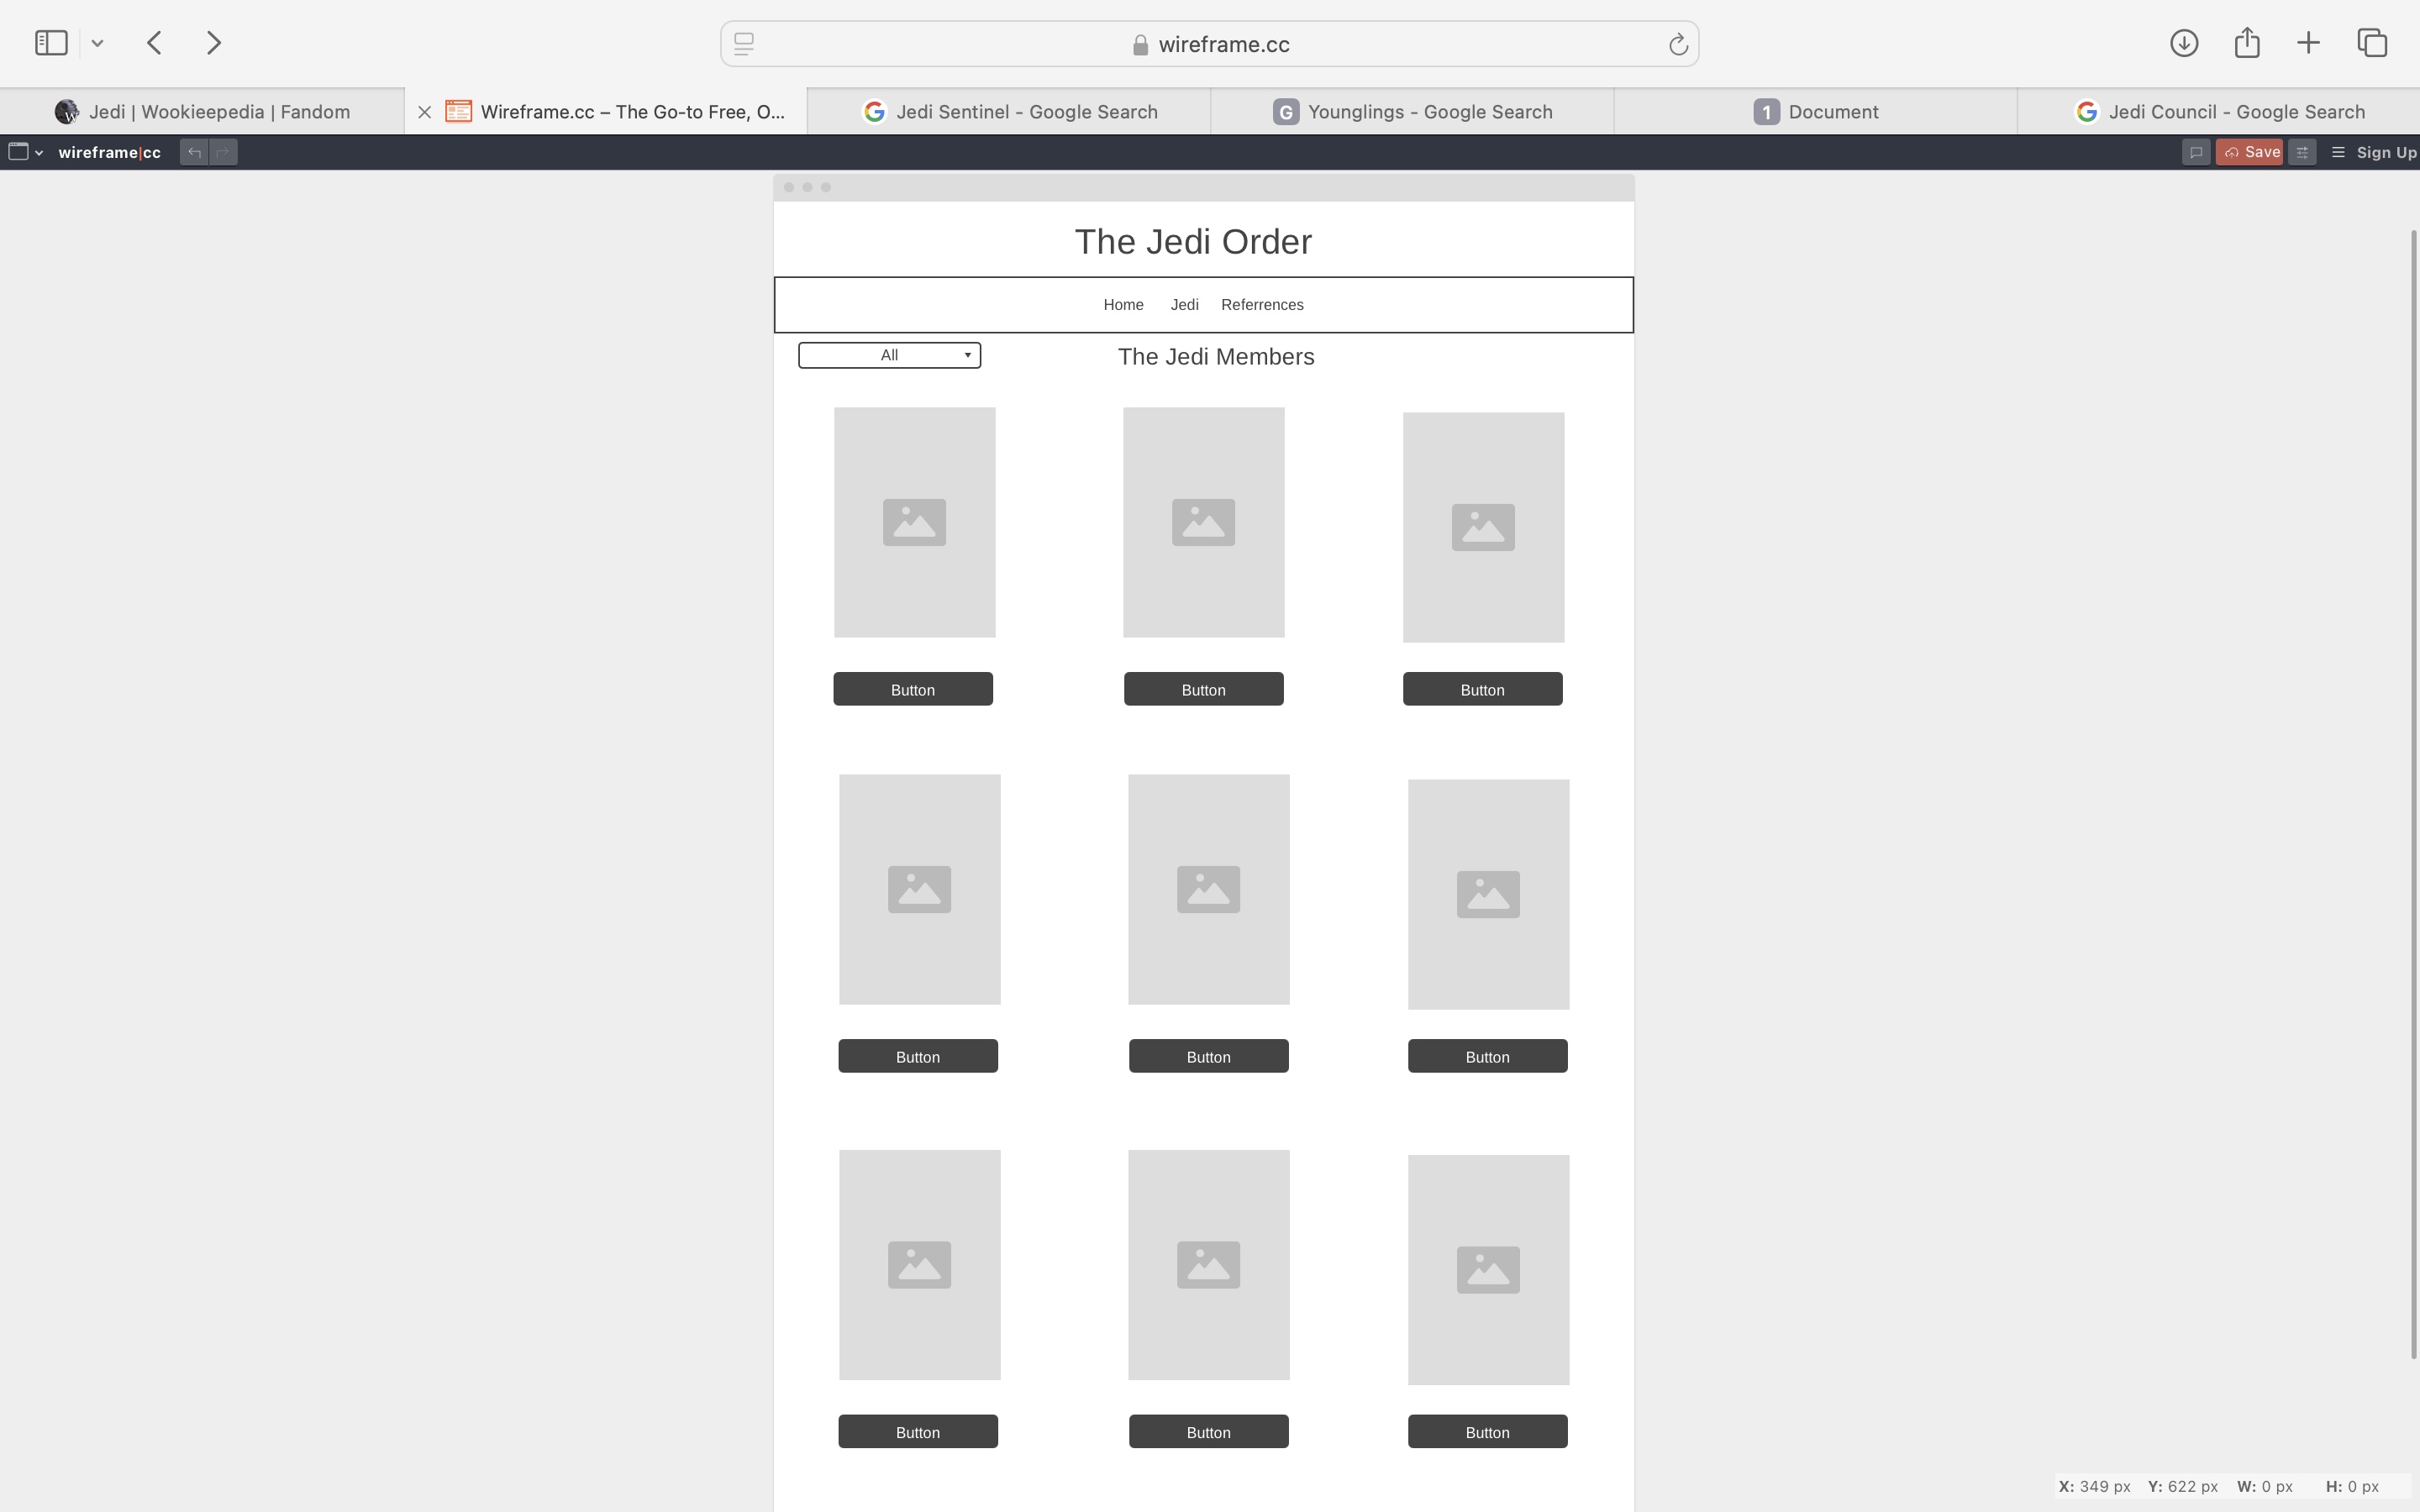 wireframe.cc
Jedi | Wookieepedia | Fandom
Wireframe.cc – The Go-to Free, O...
G Jedi Sentinel - Google Search
G Younglings - Google Search
1 Document
G Jedi Council - Google Search
wireframe|cc
Save
Sign Up
The Jedi Order
Home Jedi Referrences
All
The Jedi Members
Button Button Button
Button Button Button
Button Button Button
X: 349 px Y: 622 px W: 0 px H: 0 px